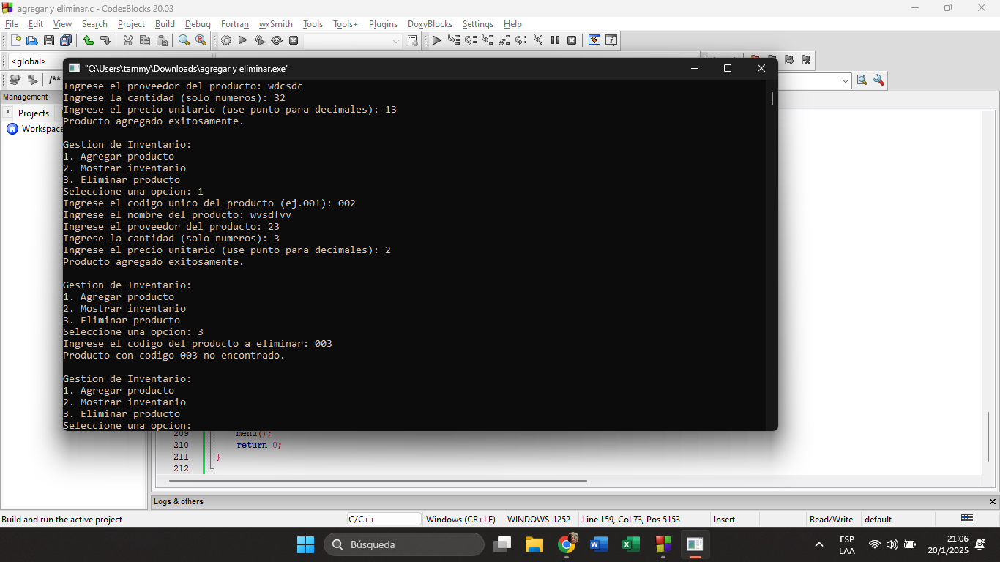 agregar y eliminar.c - Code::Blocks 20.03
File Edit View Search Project Build Debug Fortran wxSmith Tools Tools+ Plugins DoxyBlocks Settings Help
<global>
/**
Management
Projects
Workspace
"C:\Users\tammy\Downloads\agregar y eliminar.exe"
Ingrese el proveedor del producto: wdcsdc
Ingrese la cantidad (solo numeros): 32
Ingrese el precio unitario (use punto para decimales): 13
Producto agregado exitosamente.
Gestion de Inventario:
1. Agregar producto
2. Mostrar inventario
3. Eliminar producto
Seleccione una opcion: 1
Ingrese el codigo unico del producto (ej.001): 002
Ingrese el nombre del producto: wvsdfvv
Ingrese el proveedor del producto: 23
Ingrese la cantidad (solo numeros): 3
Ingrese el precio unitario (use punto para decimales): 2
Producto agregado exitosamente.
Gestion de Inventario:
1. Agregar producto
2. Mostrar inventario
3. Eliminar producto
Seleccione una opcion: 3
Ingrese el codigo del producto a eliminar: 003
Producto con codigo 003 no encontrado.
Gestion de Inventario:
1. Agregar producto
2. Mostrar inventario
3. Eliminar producto
Seleccione una opcion:
209 menu();
210 return 0;
211 }
212
Logs & others
Build and run the active project C/C++ Windows (CR+LF) WINDOWS-1252 Line 159, Col 73, Pos 5153 Insert Read/Write default
Búsqueda
ESP
LAA
21:06
20/1/2025